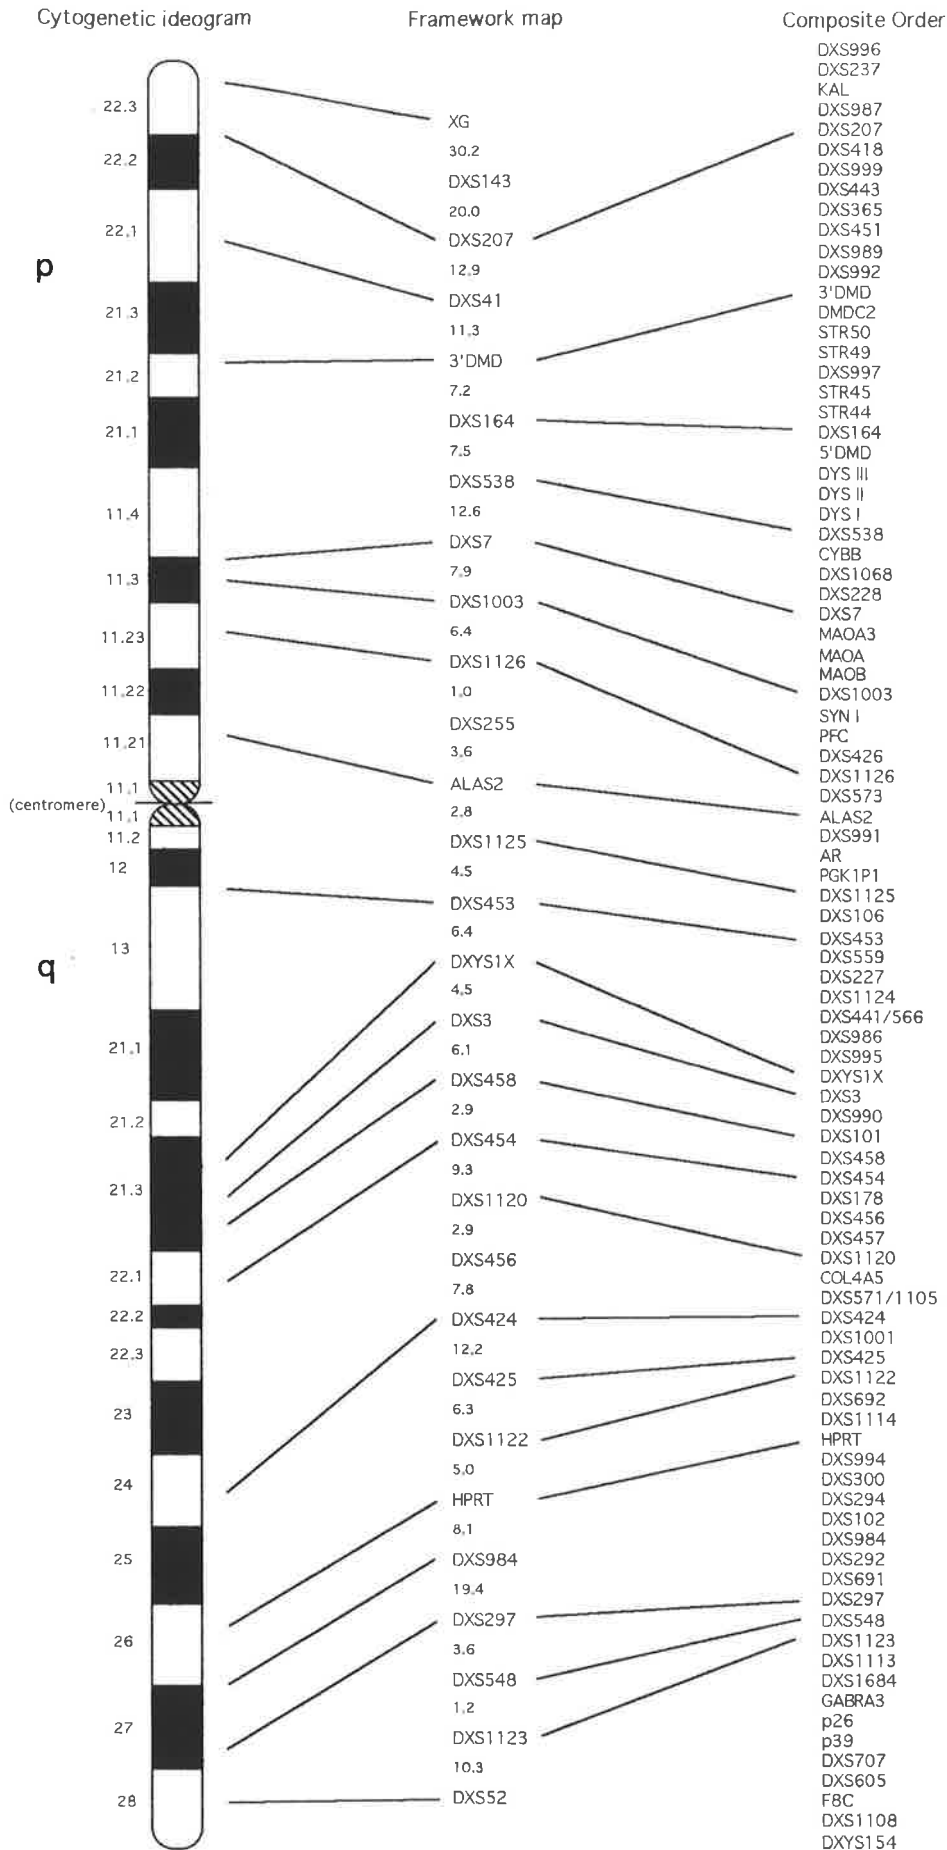 Cytogenetic ideogram
Framework map
Composite Order
p
22.3
22.2
22.1
21.3
21.2
21.1
11.4
11.3
11.23
11.22
11.21
11.1
(centromere)
11.1
11.2
12
q
13
21.1
21.2
21.3
22.1
22.2
22.3
23
24
25
26
27
28
XG
30.2
DXS143
20.0
DXS207
12.9
DXS41
11.3
3'DMD
7.2
DXS164
7.5
DXS538
12.6
DXS7
7.9
DXS1003
6.4
DXS1126
1.0
DXS255
3.6
ALAS2
2.8
DXS1125
4.5
DXS453
6.4
DXYS1X
4.5
DXS3
6.1
DXS458
2.9
DXS454
9.3
DXS1120
2.9
DXS456
7.8
DXS424
12.2
DXS425
6.3
DXS1122
5.0
HPRT
8.1
DXS984
19.4
DXS297
3.6
DXS548
1.2
DXS1123
10.3
DXS52
DXS996
DXS237
KAL
DXS987
DXS207
DXS418
DXS999
DXS443
DXS365
DXS451
DXS989
DXS992
3'DMD
DMDC2
STR50
STR49
DXS997
STR45
STR44
DXS164
5'DMD
DYS III
DYS II
DYS I
DXS538
CYBB
DXS1068
DXS228
DXS7
MAOA3
MAOA
MAOB
DXS1003
SYN I
PFC
DXS426
DXS1126
DXS573
ALAS2
DXS991
AR
PGK1P1
DXS1125
DXS106
DXS453
DXS559
DXS227
DXS1124
DXS441/566
DXS986
DXS995
DXYS1X
DXS3
DXS990
DXS101
DXS458
DXS454
DXS178
DXS456
DXS457
DXS1120
COL4A5
DXS571/1105
DXS424
DXS1001
DXS425
DXS1122
DXS692
DXS1114
HPRT
DXS994
DXS300
DXS294
DXS102
DXS984
DXS292
DXS691
DXS297
DXS548
DXS1123
DXS1113
DXS1684
GABRA3
p26
p39
DXS707
DXS605
F8C
DXS1108
DXYS154